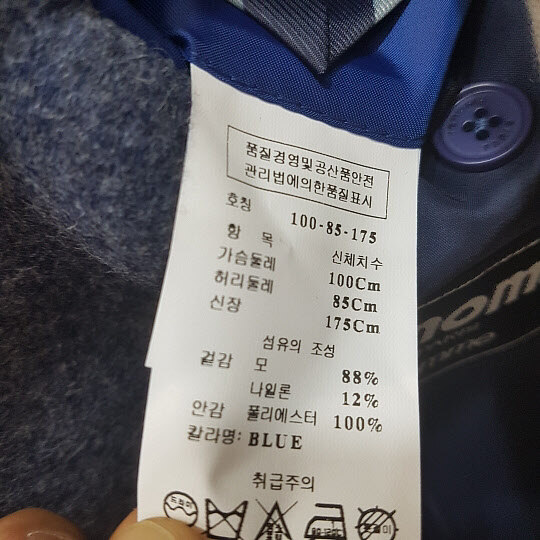 품질경영및공산품안전
관리법에의한품질표시
호칭 100-85-175
항 목 신체치수
가슴둘레 100Cm
허리둘레 85Cm
신장 175Cm
섬유의 조성
겉감 모 88%
나일론 12%
안감 폴리에스터 100%
칼라명: BLUE
취급주의
드라이